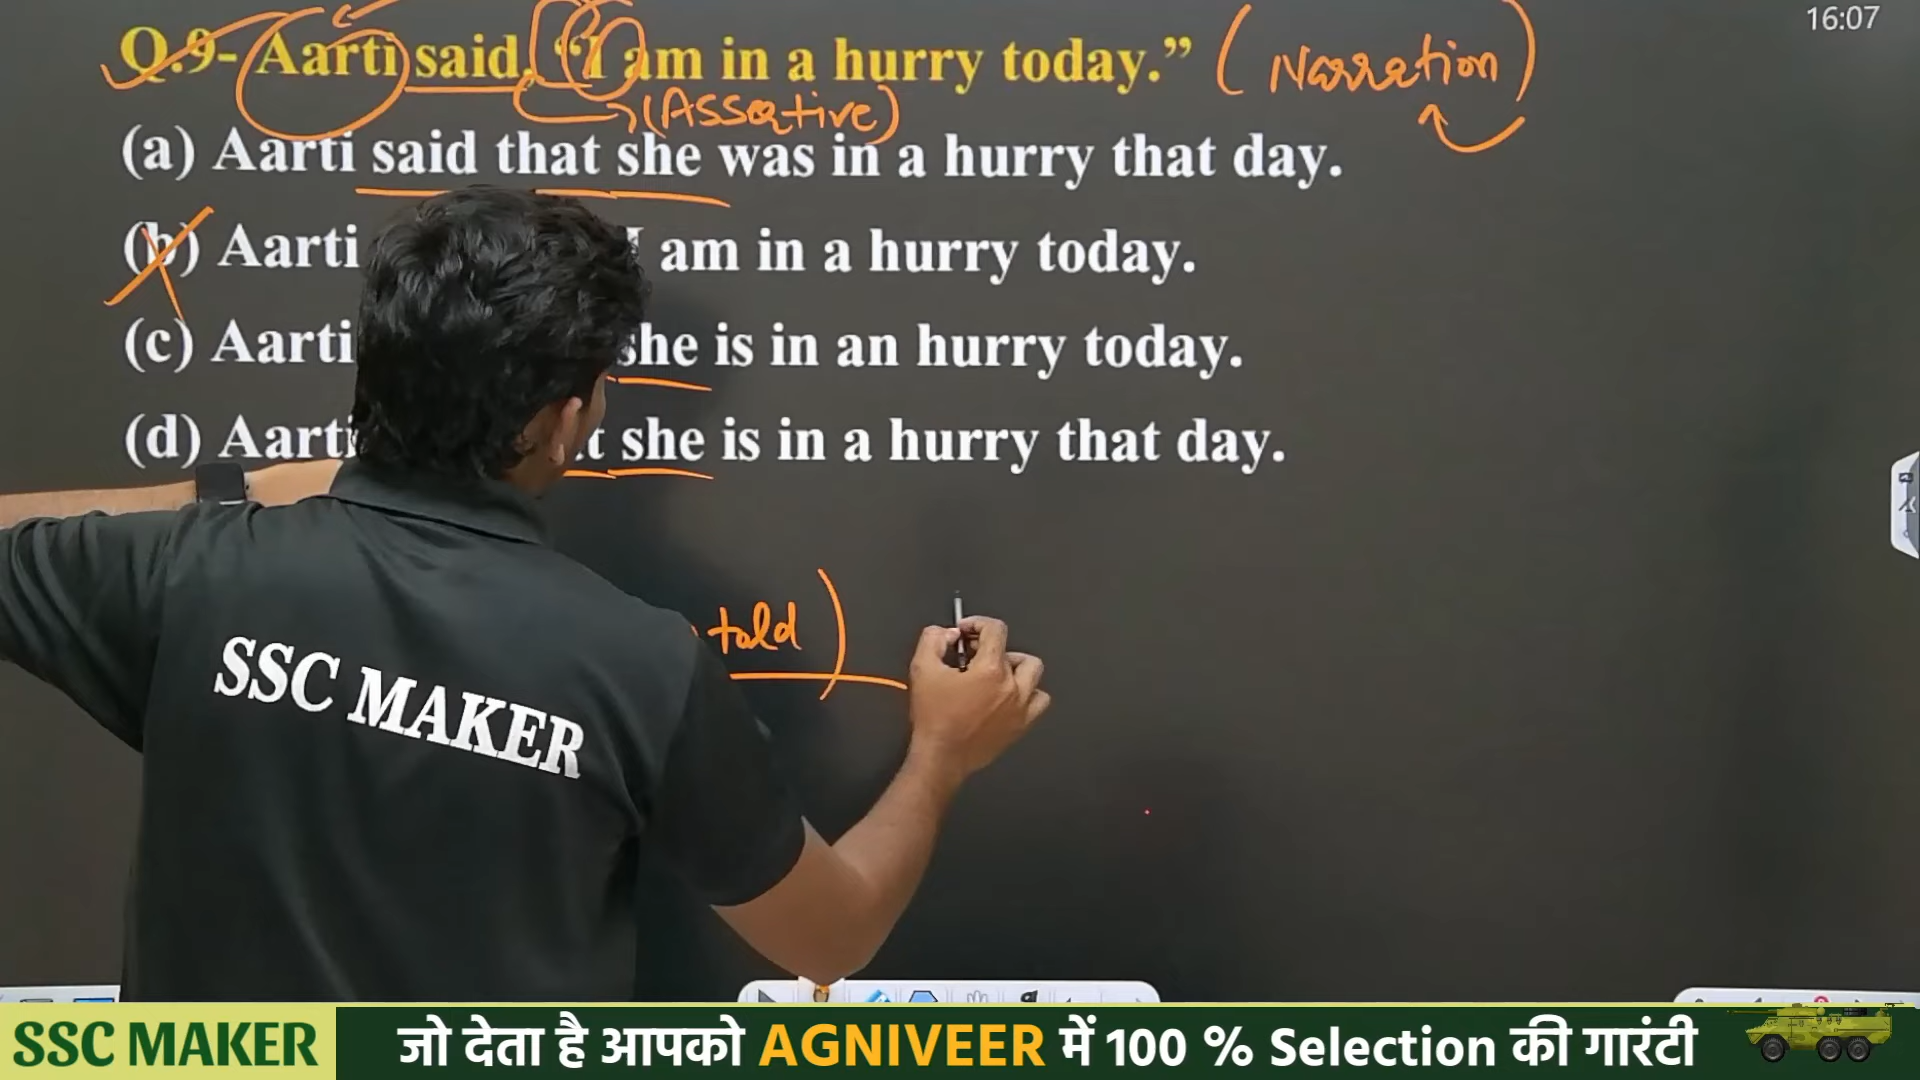 16:07
Q.9- Aarti said, “I am in a hurry today.” (Narration)
(Assertive)
(a) Aarti said that she was in a hurry that day.
(b) Aarti I am in a hurry today.
(c) Aarti she is in an hurry today.
(d) Aarti she is in a hurry that day.
told)
SSC MAKER
SSC MAKER जो देता है आपको AGNIVEER में 100 % Selection की गारंटी